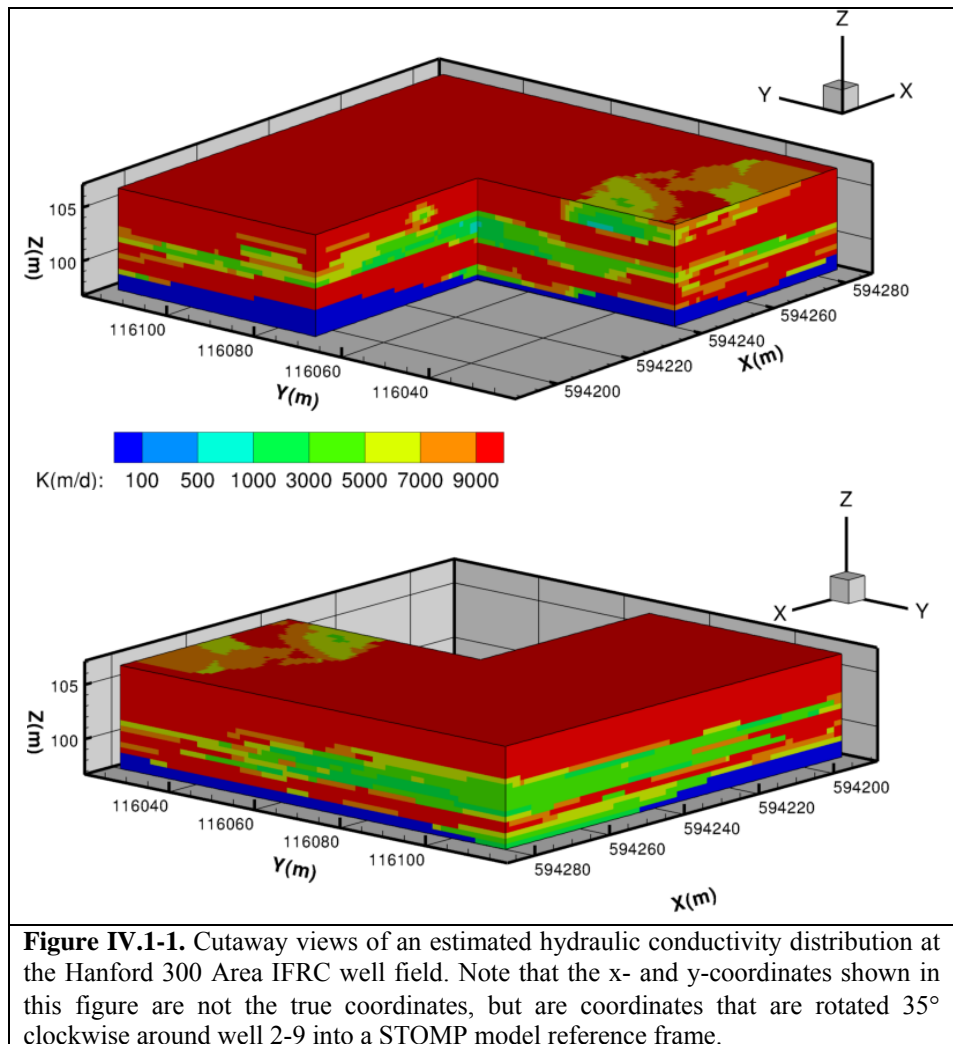 Z
Y
X
105
100
Z(m)
116100
116080
116060
116040
Y(m)
594200
594220
594240
594260
594280
X(m)
K(m/d): 100 500 1000 3000 5000 7000 9000
Z
X
Y
105
100
Z(m)
116040
116060
116080
116100
Y(m)
594280
594260
594240
594220
594200
X(m)
Figure IV.1-1. Cutaway views of an estimated hydraulic conductivity distribution at
the Hanford 300 Area IFRC well field. Note that the x- and y-coordinates shown in
this figure are not the true coordinates, but are coordinates that are rotated 35°
clockwise around well 2-9 into a STOMP model reference frame.